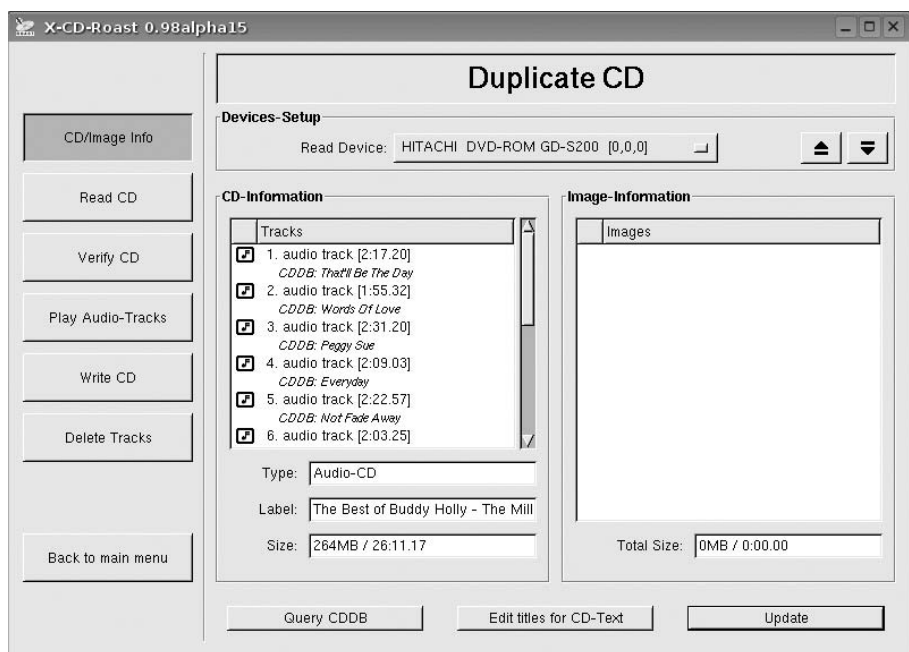 X-CD-Roast 0.98alpha15
Duplicate CD
CD/Image Info
Read CD
Verify CD
Play Audio-Tracks
Write CD
Delete Tracks
Back to main menu
Devices-Setup
Read Device: HITACHI DVD-ROM GD-S200 [0,0,0]
CD-Information
Tracks
1. audio track [2:17.20]
CDDB: That'll Be The Day
2. audio track [1:55.32]
CDDB: Words Of Love
3. audio track [2:31.20]
CDDB: Peggy Sue
4. audio track [2:09.03]
CDDB: Everyday
5. audio track [2:22.57]
CDDB: Not Fade Away
6. audio track [2:03.25]
Type: Audio-CD
Label: The Best of Buddy Holly - The Mill
Size: 264MB / 26:11.17
Image-Information
Images
Total Size: 0MB / 0:00.00
Query CDDB
Edit titles for CD-Text
Update